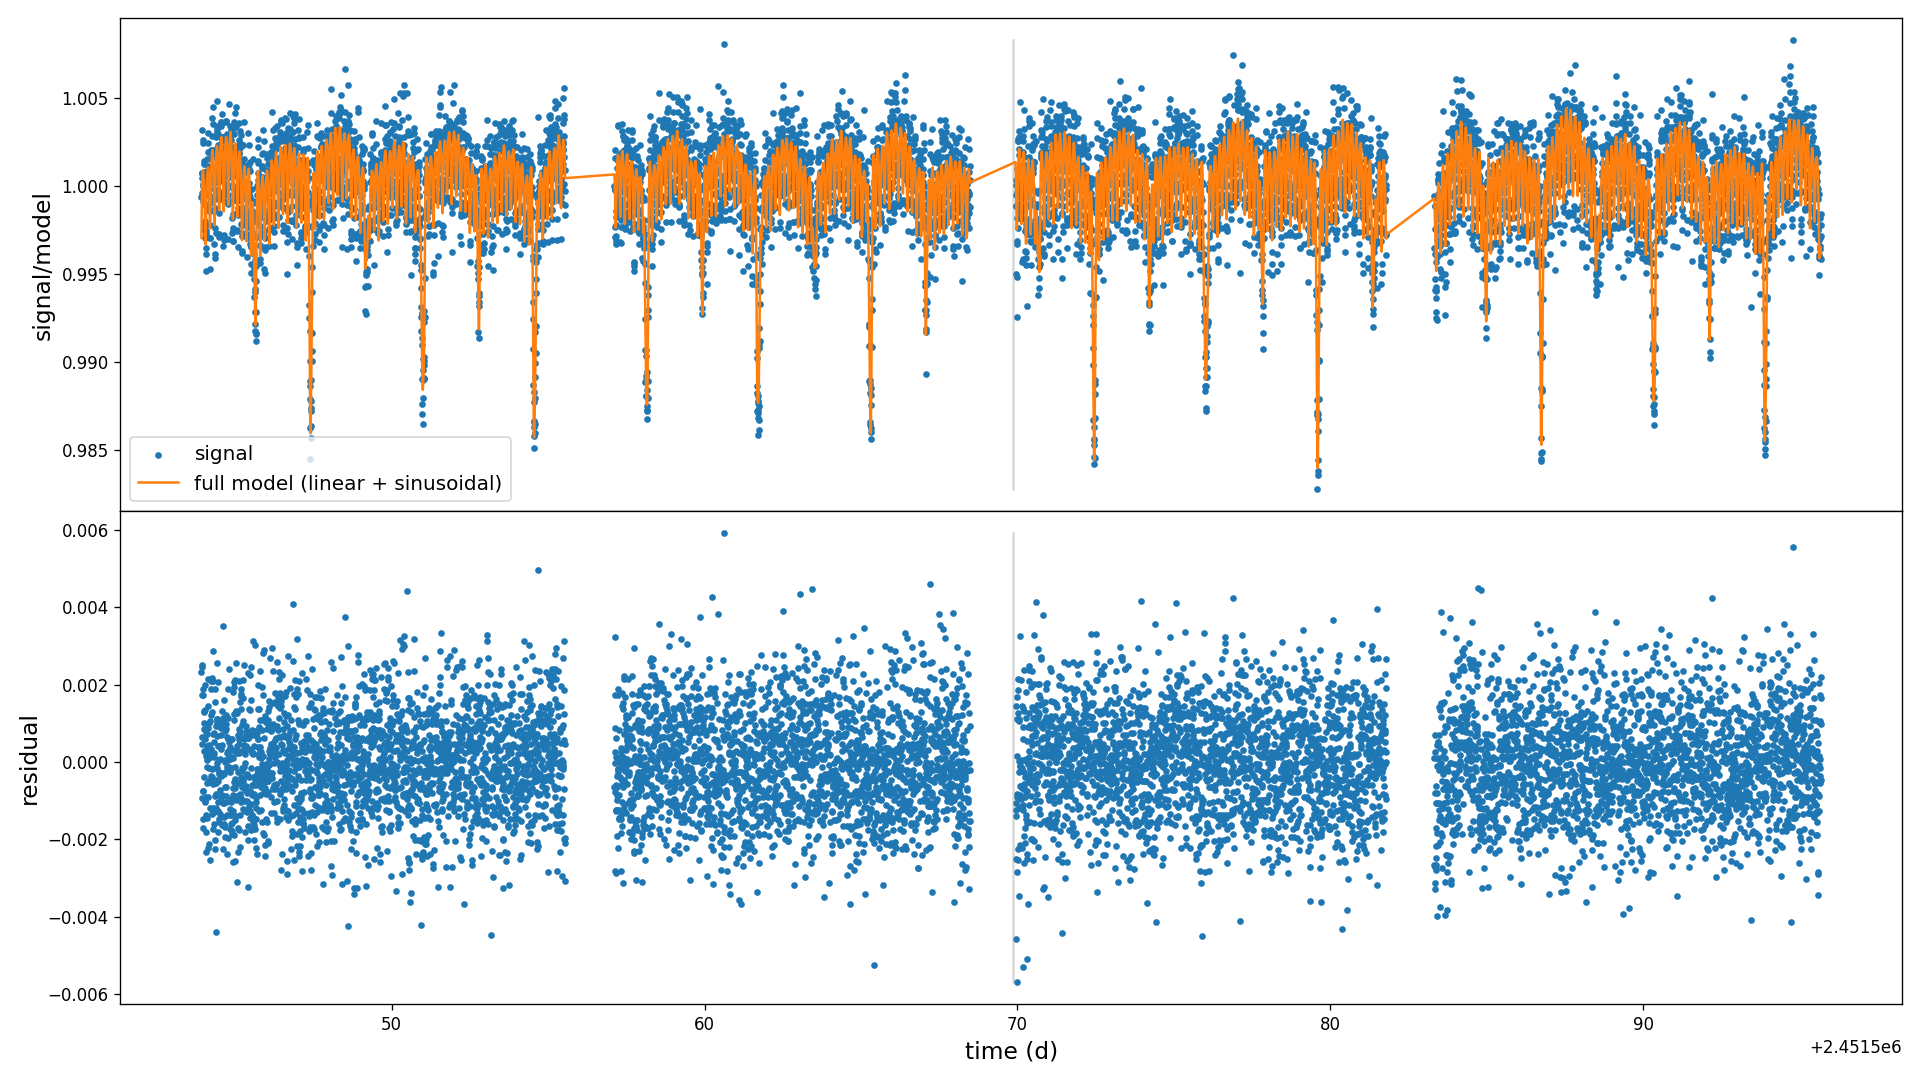 signal/model
1.005
1.000
0.995
0.990
0.985
signal
full model (linear + sinusoidal)
residual
0.006
0.004
0.002
0.000
−0.002
−0.004
−0.006
50
60
70
80
90
time (d)
+2.4515e6